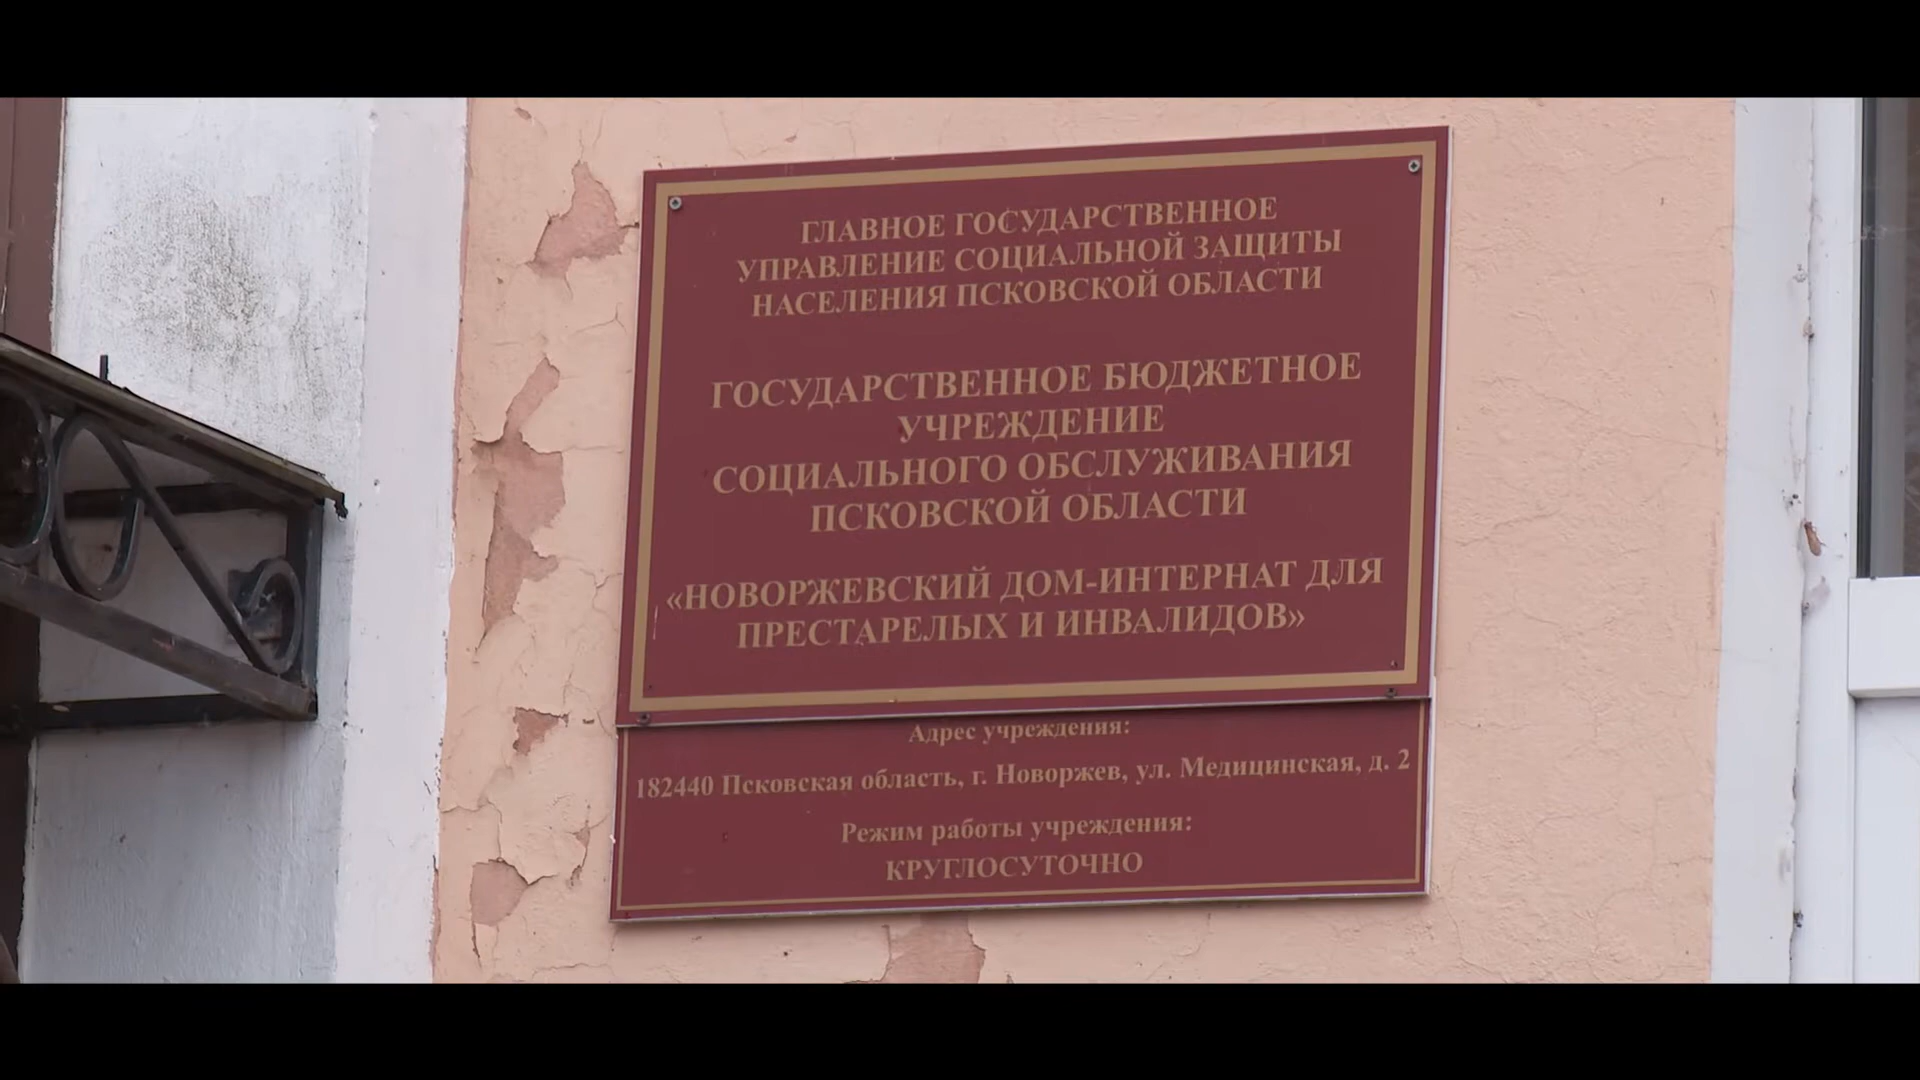 ГЛАВНОЕ ГОСУДАРСТВЕННОЕ
УПРАВЛЕНИЕ СОЦИАЛЬНОЙ ЗАЩИТЫ
НАСЕЛЕНИЯ ПСКОВСКОЙ ОБЛАСТИ
ГОСУДАРСТВЕННОЕ БЮДЖЕТНОЕ
УЧРЕЖДЕНИЕ
СОЦИАЛЬНОГО ОБСЛУЖИВАНИЯ
ПСКОВСКОЙ ОБЛАСТИ
«НОВОРЖЕВСКИЙ ДОМ-ИНТЕРНАТ ДЛЯ
ПРЕСТАРЕЛЫХ И ИНВАЛИДОВ»
Адрес учреждения:
182440 Псковская область, г. Новоржев, ул. Медицинская, д. 2
Режим работы учреждения:
КРУГЛОСУТОЧНО